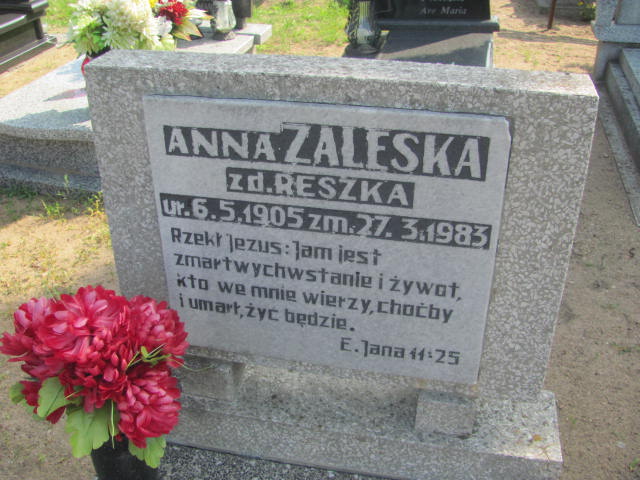 Ave Maria
ANNA ZALESKA
zd. RESZKA
ur. 6. 5. 1905 zm. 27. 3. 1983
Rzekł Jezus: Jam jest
zmartwychwstanie i żywot,
kto we mnie wierzy, choćby
i umarł, żyć będzie.
E. Jana 11:25